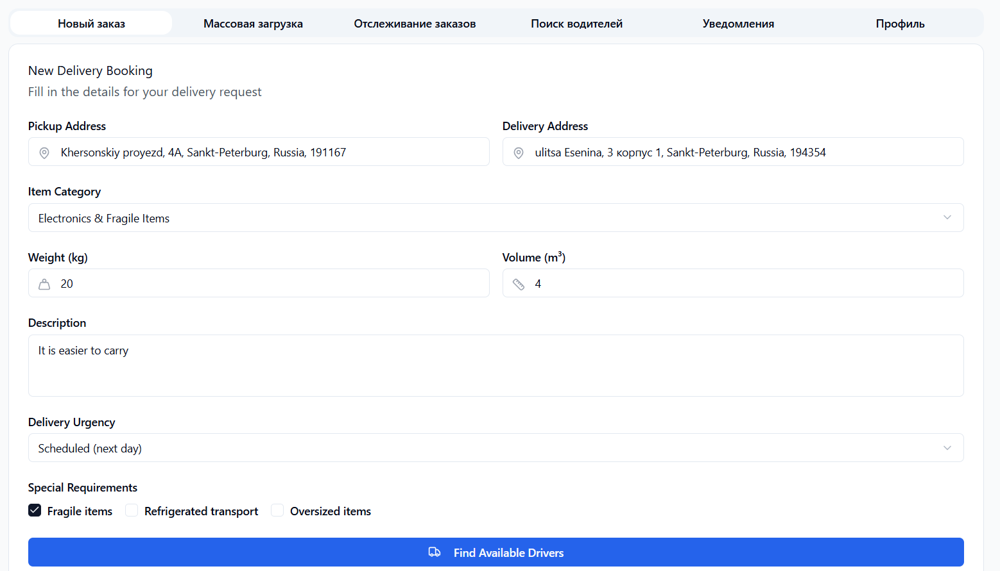 Новый заказ Массовая загрузка Отслеживание заказов Поиск водителей Уведомления Профиль
New Delivery Booking
Fill in the details for your delivery request
Pickup Address Delivery Address
Khersonskiy proyezd, 4A, Sankt-Peterburg, Russia, 191167 ulitsa Esenina, 3 корпус 1, Sankt-Peterburg, Russia, 194354
Item Category
Electronics & Fragile Items
Weight (kg) Volume (m³)
20 4
Description
It is easier to carry
Delivery Urgency
Scheduled (next day)
Special Requirements
Fragile items Refrigerated transport Oversized items
Find Available Drivers